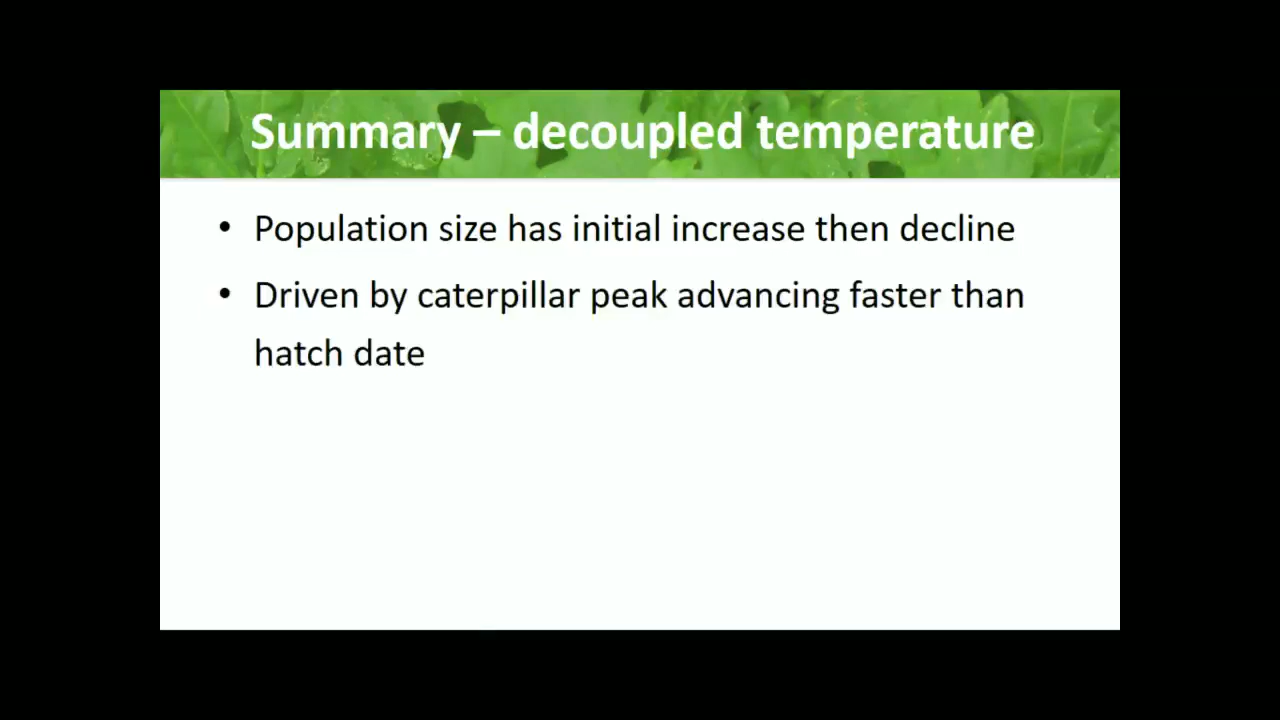 Summary – decoupled temperature
• Population size has initial increase then decline
• Driven by caterpillar peak advancing faster than
hatch date